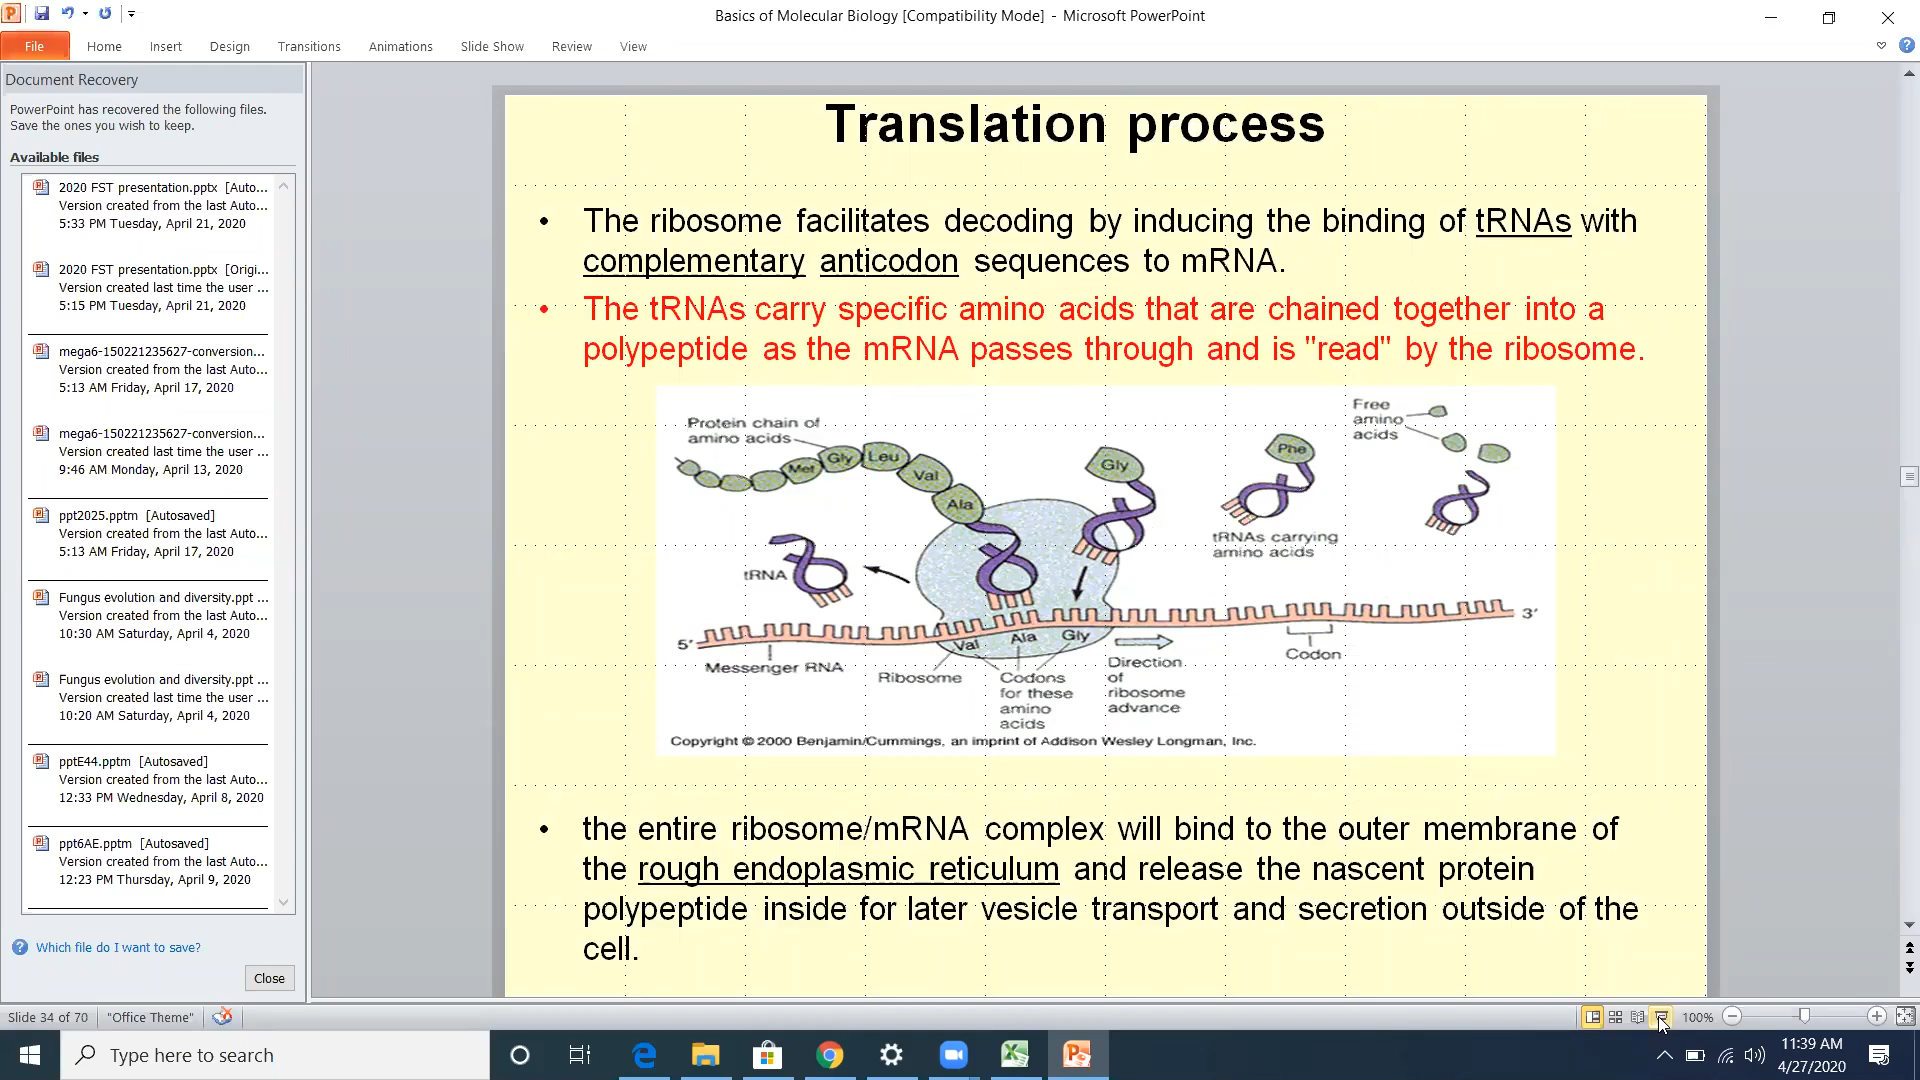 Basics of Molecular Biology [Compatibility Mode] - Microsoft PowerPoint
File Home Insert Design Transitions Animations Slide Show Review View
Document Recovery
PowerPoint has recovered the following files.
Save the ones you wish to keep.
Available files
2020 FST presentation.pptx [Auto...
Version created from the last Auto...
5:33 PM Tuesday, April 21, 2020
2020 FST presentation.pptx [Origi...
Version created last time the user ...
5:15 PM Tuesday, April 21, 2020
mega6-150221235627-conversion...
Version created from the last Auto...
5:13 AM Friday, April 17, 2020
mega6-150221235627-conversion...
Version created from the last Auto...
9:46 AM Monday, April 13, 2020
ppt2025.pptm [Autosaved]
Version created from the last Auto...
5:13 AM Friday, April 17, 2020
Fungus evolution and diversity.ppt ...
Version created from the last Auto...
10:30 AM Saturday, April 4, 2020
Fungus evolution and diversity.ppt ...
Version created last time the user ...
10:20 AM Saturday, April 4, 2020
pptE44.pptm [Autosaved]
Version created from the last Auto...
12:33 PM Wednesday, April 8, 2020
ppt6AE.pptm [Autosaved]
Version created from the last Auto...
12:23 PM Thursday, April 9, 2020
Which file do I want to save?
Close
Translation process
• The ribosome facilitates decoding by inducing the binding of tRNAs with
complementary anticodon sequences to mRNA.
• The tRNAs carry specific amino acids that are chained together into a
polypeptide as the mRNA passes through and is "read" by the ribosome.
Protein chain of
amino acids
Met Gly Leu Val Ala
Gly
Phe
Free
amino
acids
tRNAs carrying
amino acids
tRNA
5'
3'
Val Ala Gly
Messenger RNA
Ribosome
Codons
for these
amino
acids
Direction
of
ribosome
advance
Codon
Copyright © 2000 Benjamin/Cummings, an imprint of Addison Wesley Longman, Inc.
• the entire ribosome/mRNA complex will bind to the outer membrane of
the rough endoplasmic reticulum and release the nascent protein
polypeptide inside for later vesicle transport and secretion outside of the
cell.
Slide 34 of 70 "Office Theme" 100%
Type here to search
11:39 AM
4/27/2020